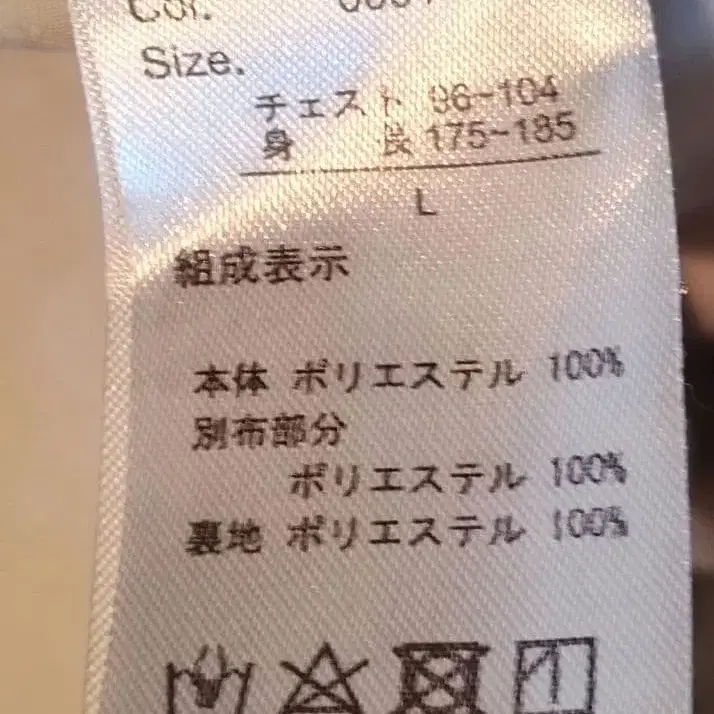 Col.
Size.
チェスト 96~104
身 長 175~185
L
組成表示
本体 ポリエステル 100%
別布部分
ポリエステル 100%
裏地 ポリエステル 100%